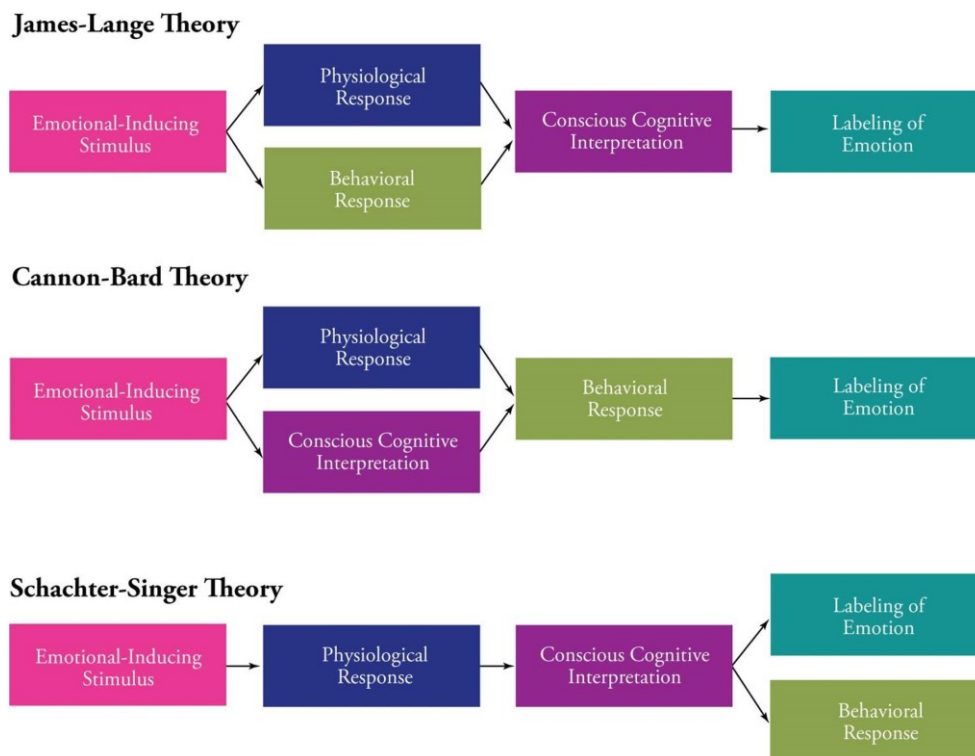 James-Lange Theory
Physiological
Response
Emotional-Inducing
Stimulus
Behavioral
Response
Conscious Cognitive
Interpretation
Labeling of
Emotion
Cannon-Bard Theory
Emotional-Inducing
Stimulus
Physiological
Response
Conscious Cognitive
Interpretation
Behavioral
Response
Labeling of
Emotion
Schachter-Singer Theory
Emotional-Inducing
Stimulus
Physiological
Response
Conscious Cognitive
Interpretation
Labeling of
Emotion
Behavioral
Response